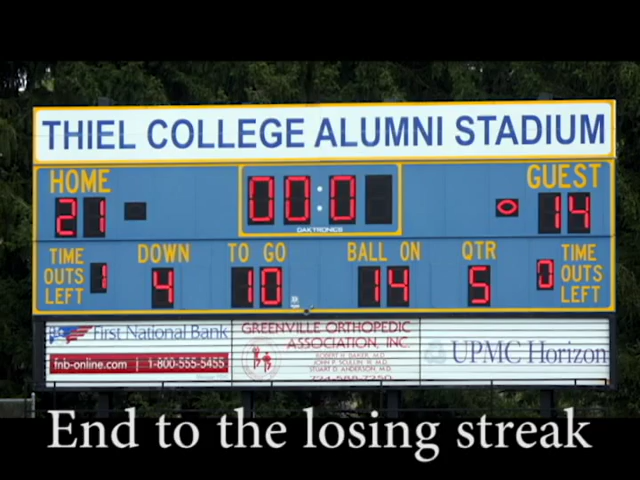 THIEL COLLEGE ALUMNI STADIUM
HOME
GUEST
21
00:0
14
DAKTRONICS
TIME OUTS LEFT
1
DOWN
4
TO GO
10
BALL ON
14
QTR
5
0
TIME OUTS LEFT
First National Bank
fnb-online.com | 1-800-555-5455
GREENVILLE ORTHOPEDIC
ASSOCIATION, INC.
UPMC Horizon
End to the losing streak